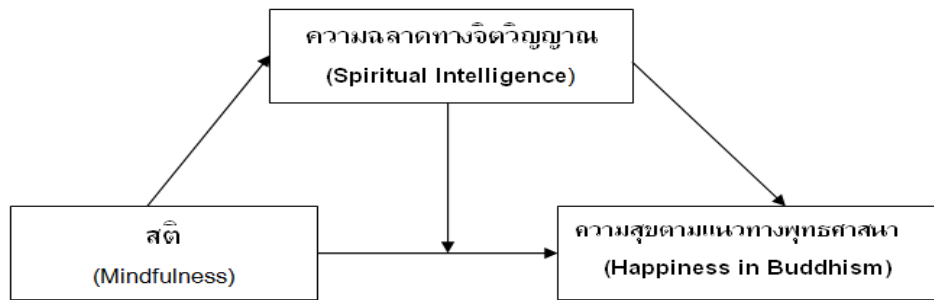 ความฉลาดทางจิตวิญญาณ
(Spiritual Intelligence)
สติ
(Mindfulness)
ความสุขตามแนวทางพุทธศาสนา
(Happiness in Buddhism)